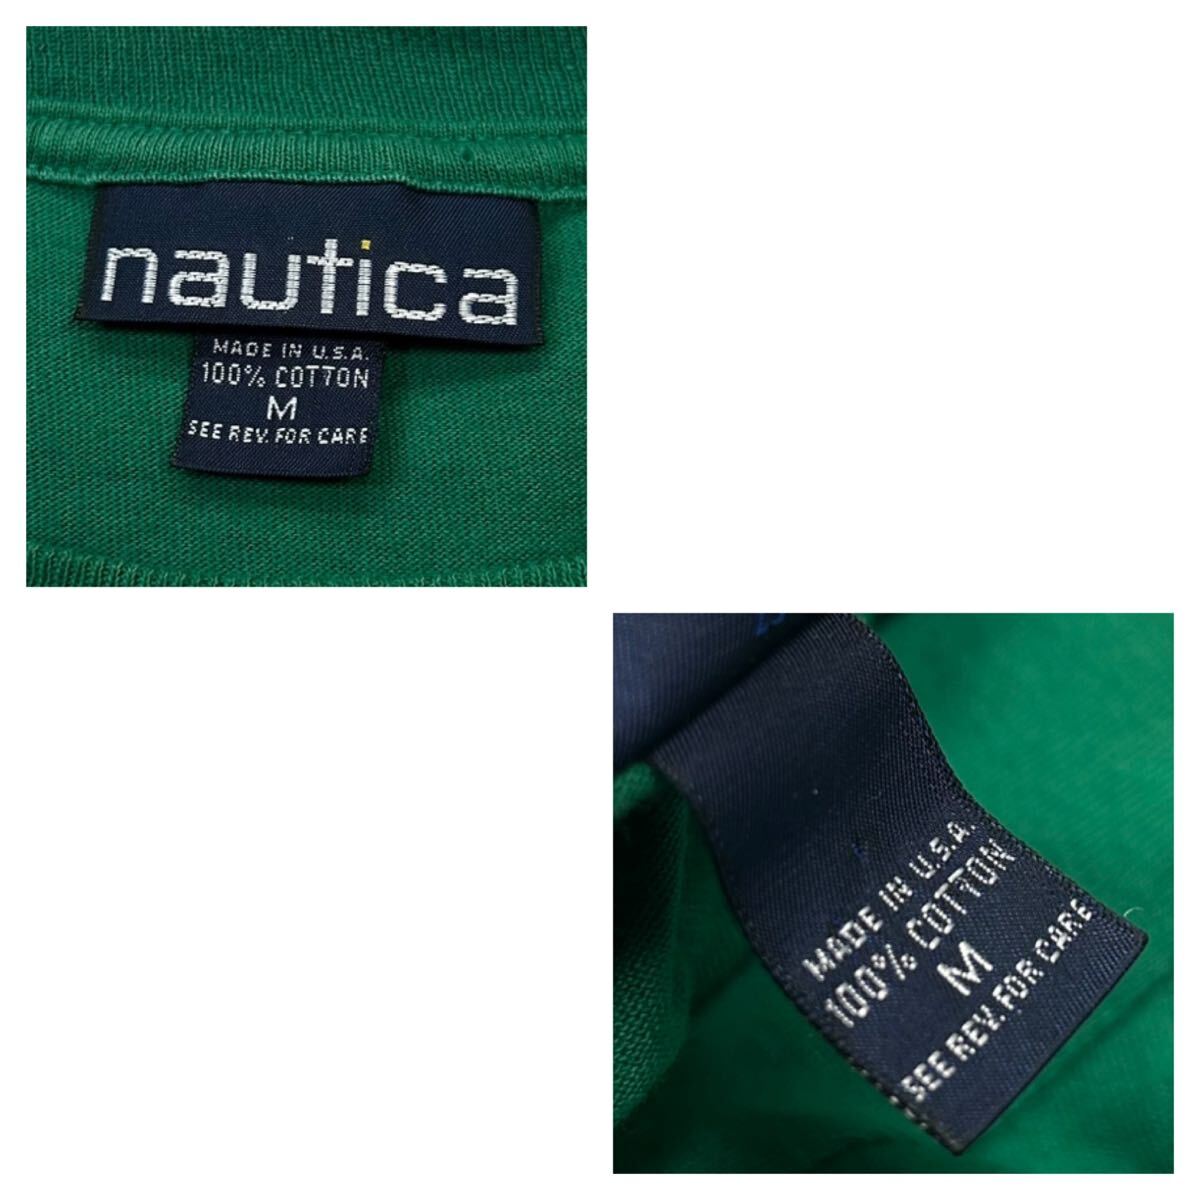 nautica
MADE IN U.S.A.
100% COTTON
M
SEE REV. FOR CARE
MADE IN U.S.A.
100% COTTON
M
SEE REV. FOR CARE